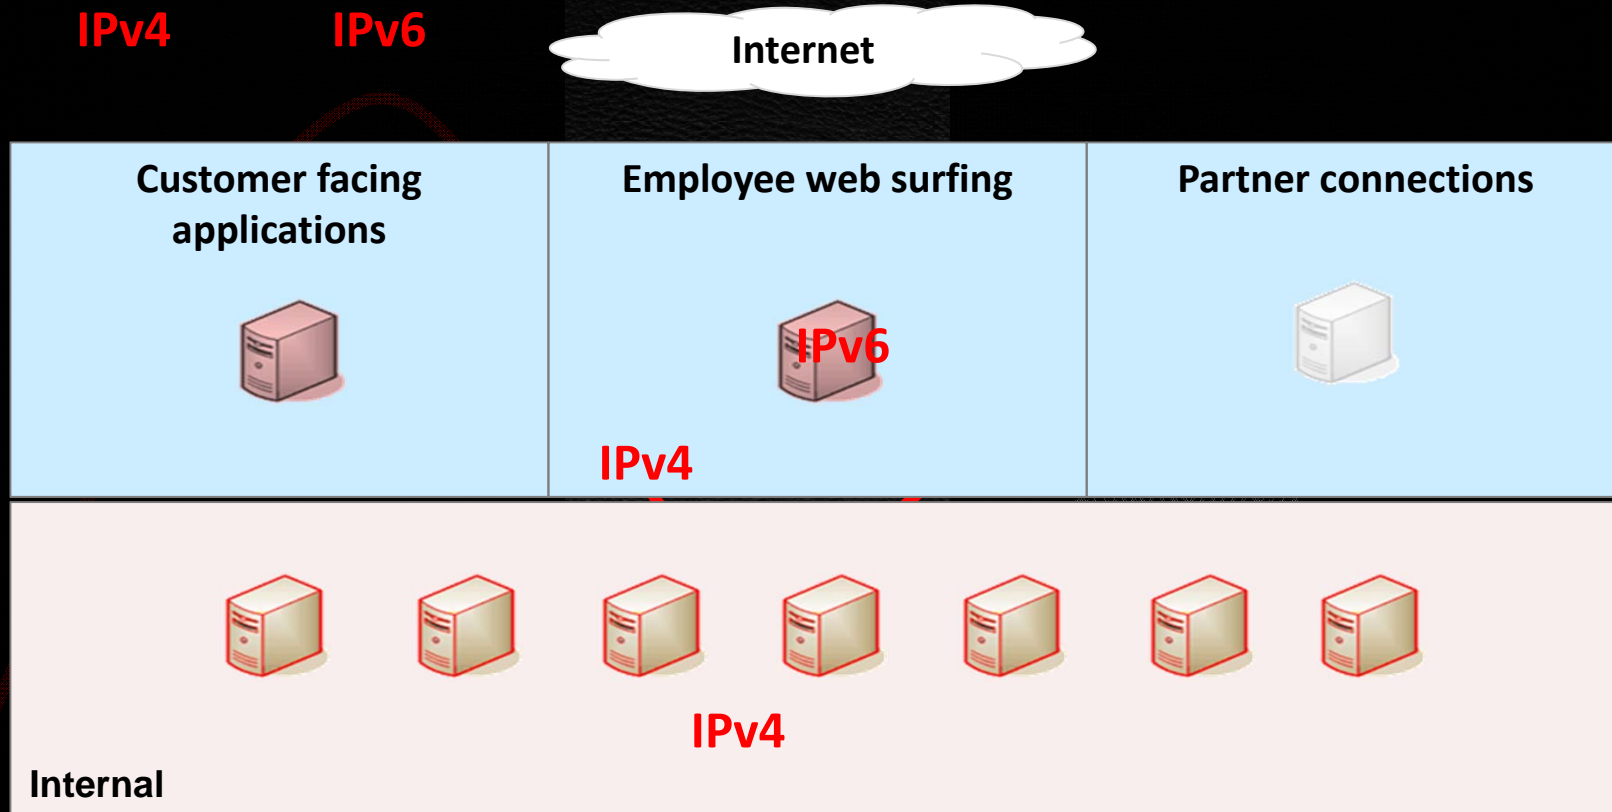 IPv4 IPv6
Internet
Customer facing
applications
Employee web surfing
Partner connections
IPv6
IPv4
IPv4
Internal